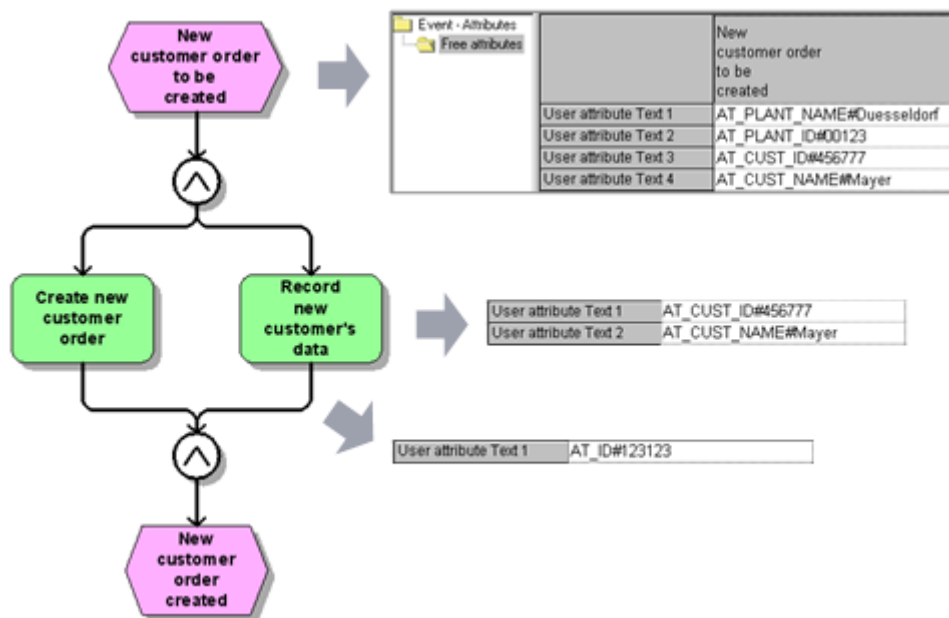 New
customer order
to be
created
Event - Attributes
Free attributes
New
customer order
to be
created
User attribute Text 1 AT_PLANT_NAME#Duesseldorf
User attribute Text 2 AT_PLANT_ID#00123
User attribute Text 3 AT_CUST_ID#456777
User attribute Text 4 AT_CUST_NAME#Mayer
Create new
customer
order
Record
new
customer's
data
User attribute Text 1 AT_CUST_ID#456777
User attribute Text 2 AT_CUST_NAME#Mayer
User attribute Text 1 AT_ID#123123
New
customer
order
created